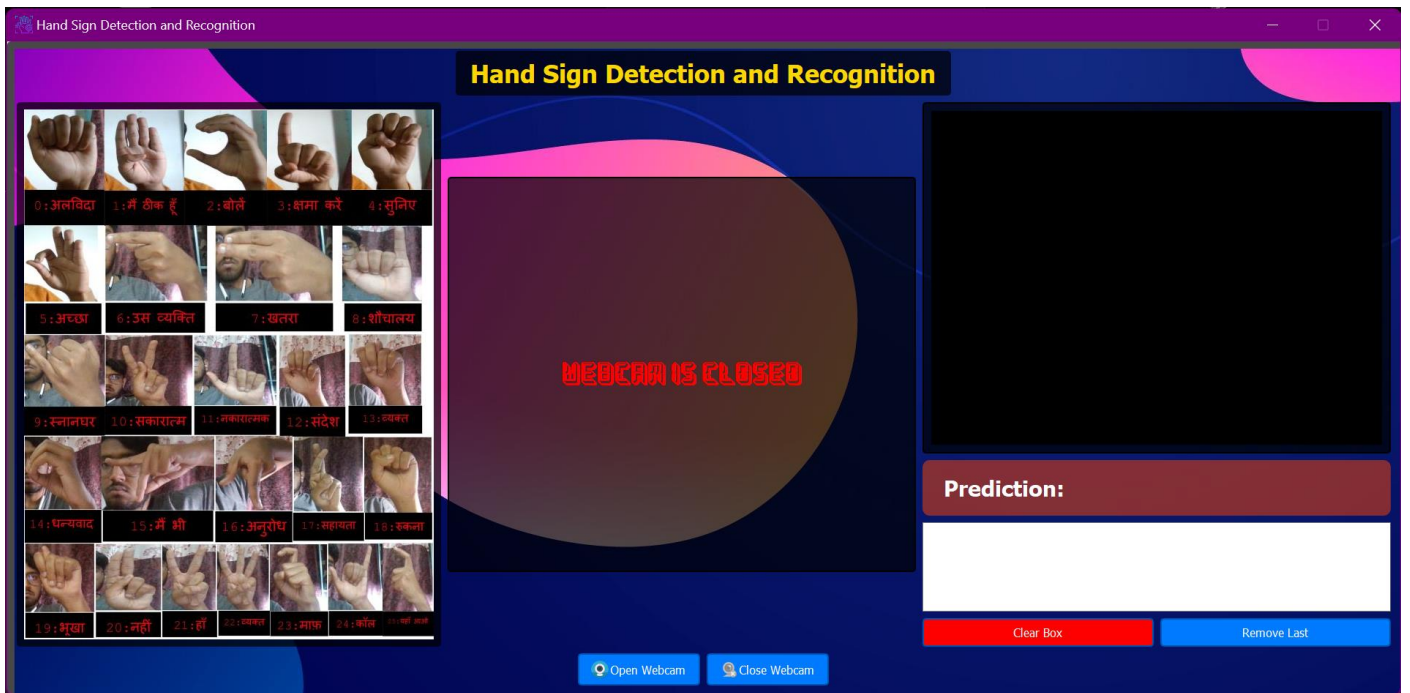 Hand Sign Detection and Recognition
Hand Sign Detection and Recognition
0:अलविदा 1:मैं ठीक हूँ 2:बोलें 3:क्षमा करें 4:सुनिए
5:अच्छा 6:उस व्यक्ति 7:खतरा 8:शौचालय
9:स्नानघर 10:सकारात्म 11:नकारात्मक 12:संदेश 13:व्यक्त
14:धन्यवाद 15:मैं भी 16:अनुरोध 17:सहायता 18:रुकना
19:भूखा 20:नहीं 21:हाँ 22:व्यक्त 23:माफ़ 24:कॉल
WEBCAM IS CLOSED
Prediction:
Clear Box Remove Last
Open Webcam Close Webcam